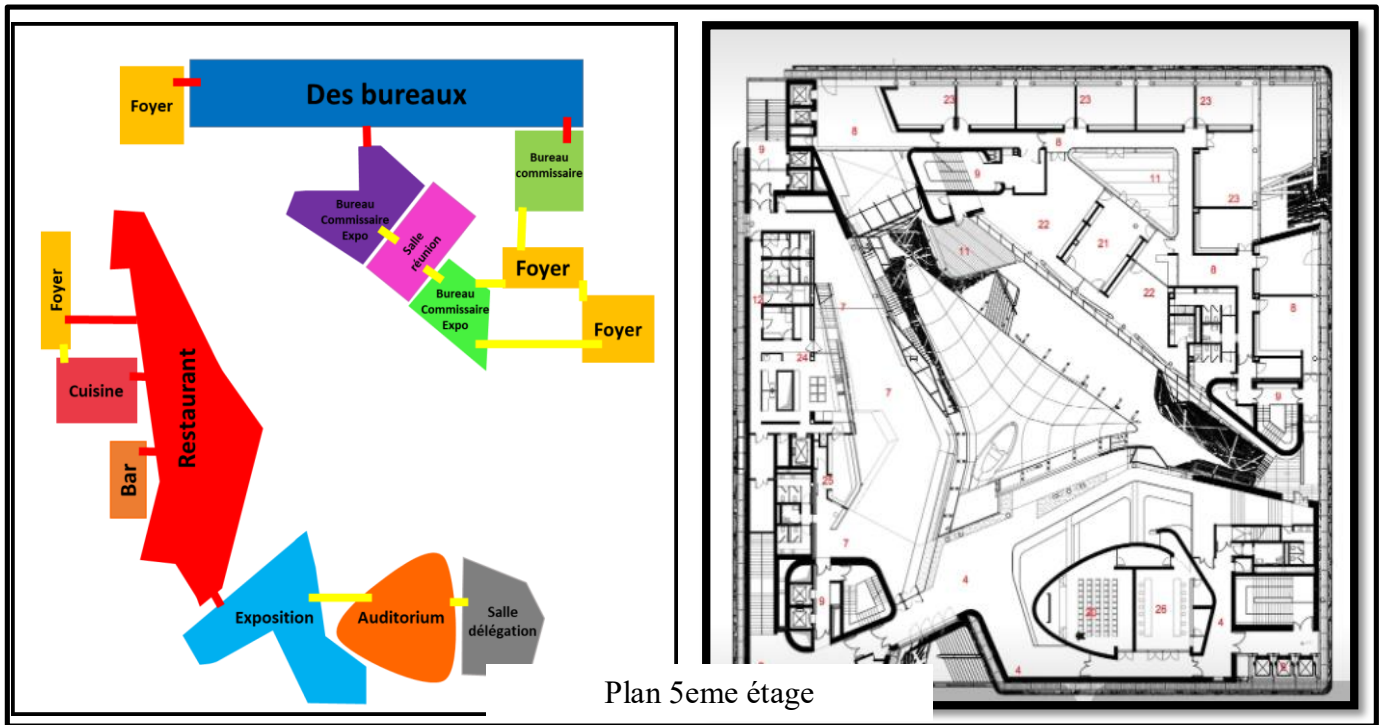 Des bureaux
Foyer
Bureau
commissaire
Bureau
Commissaire
Expo
Salle
réunion
Foyer
Bureau
Commissaire
Expo
Foyer
Foyer
Cuisine
Restaurant
Bar
Exposition
Auditorium
Salle
délégation
23
23
23
8
8
9
9
11
23
22
11
21
8
22
12
7
6
24
7
9
25
7
4
9
26
4
4
Plan 5eme étage